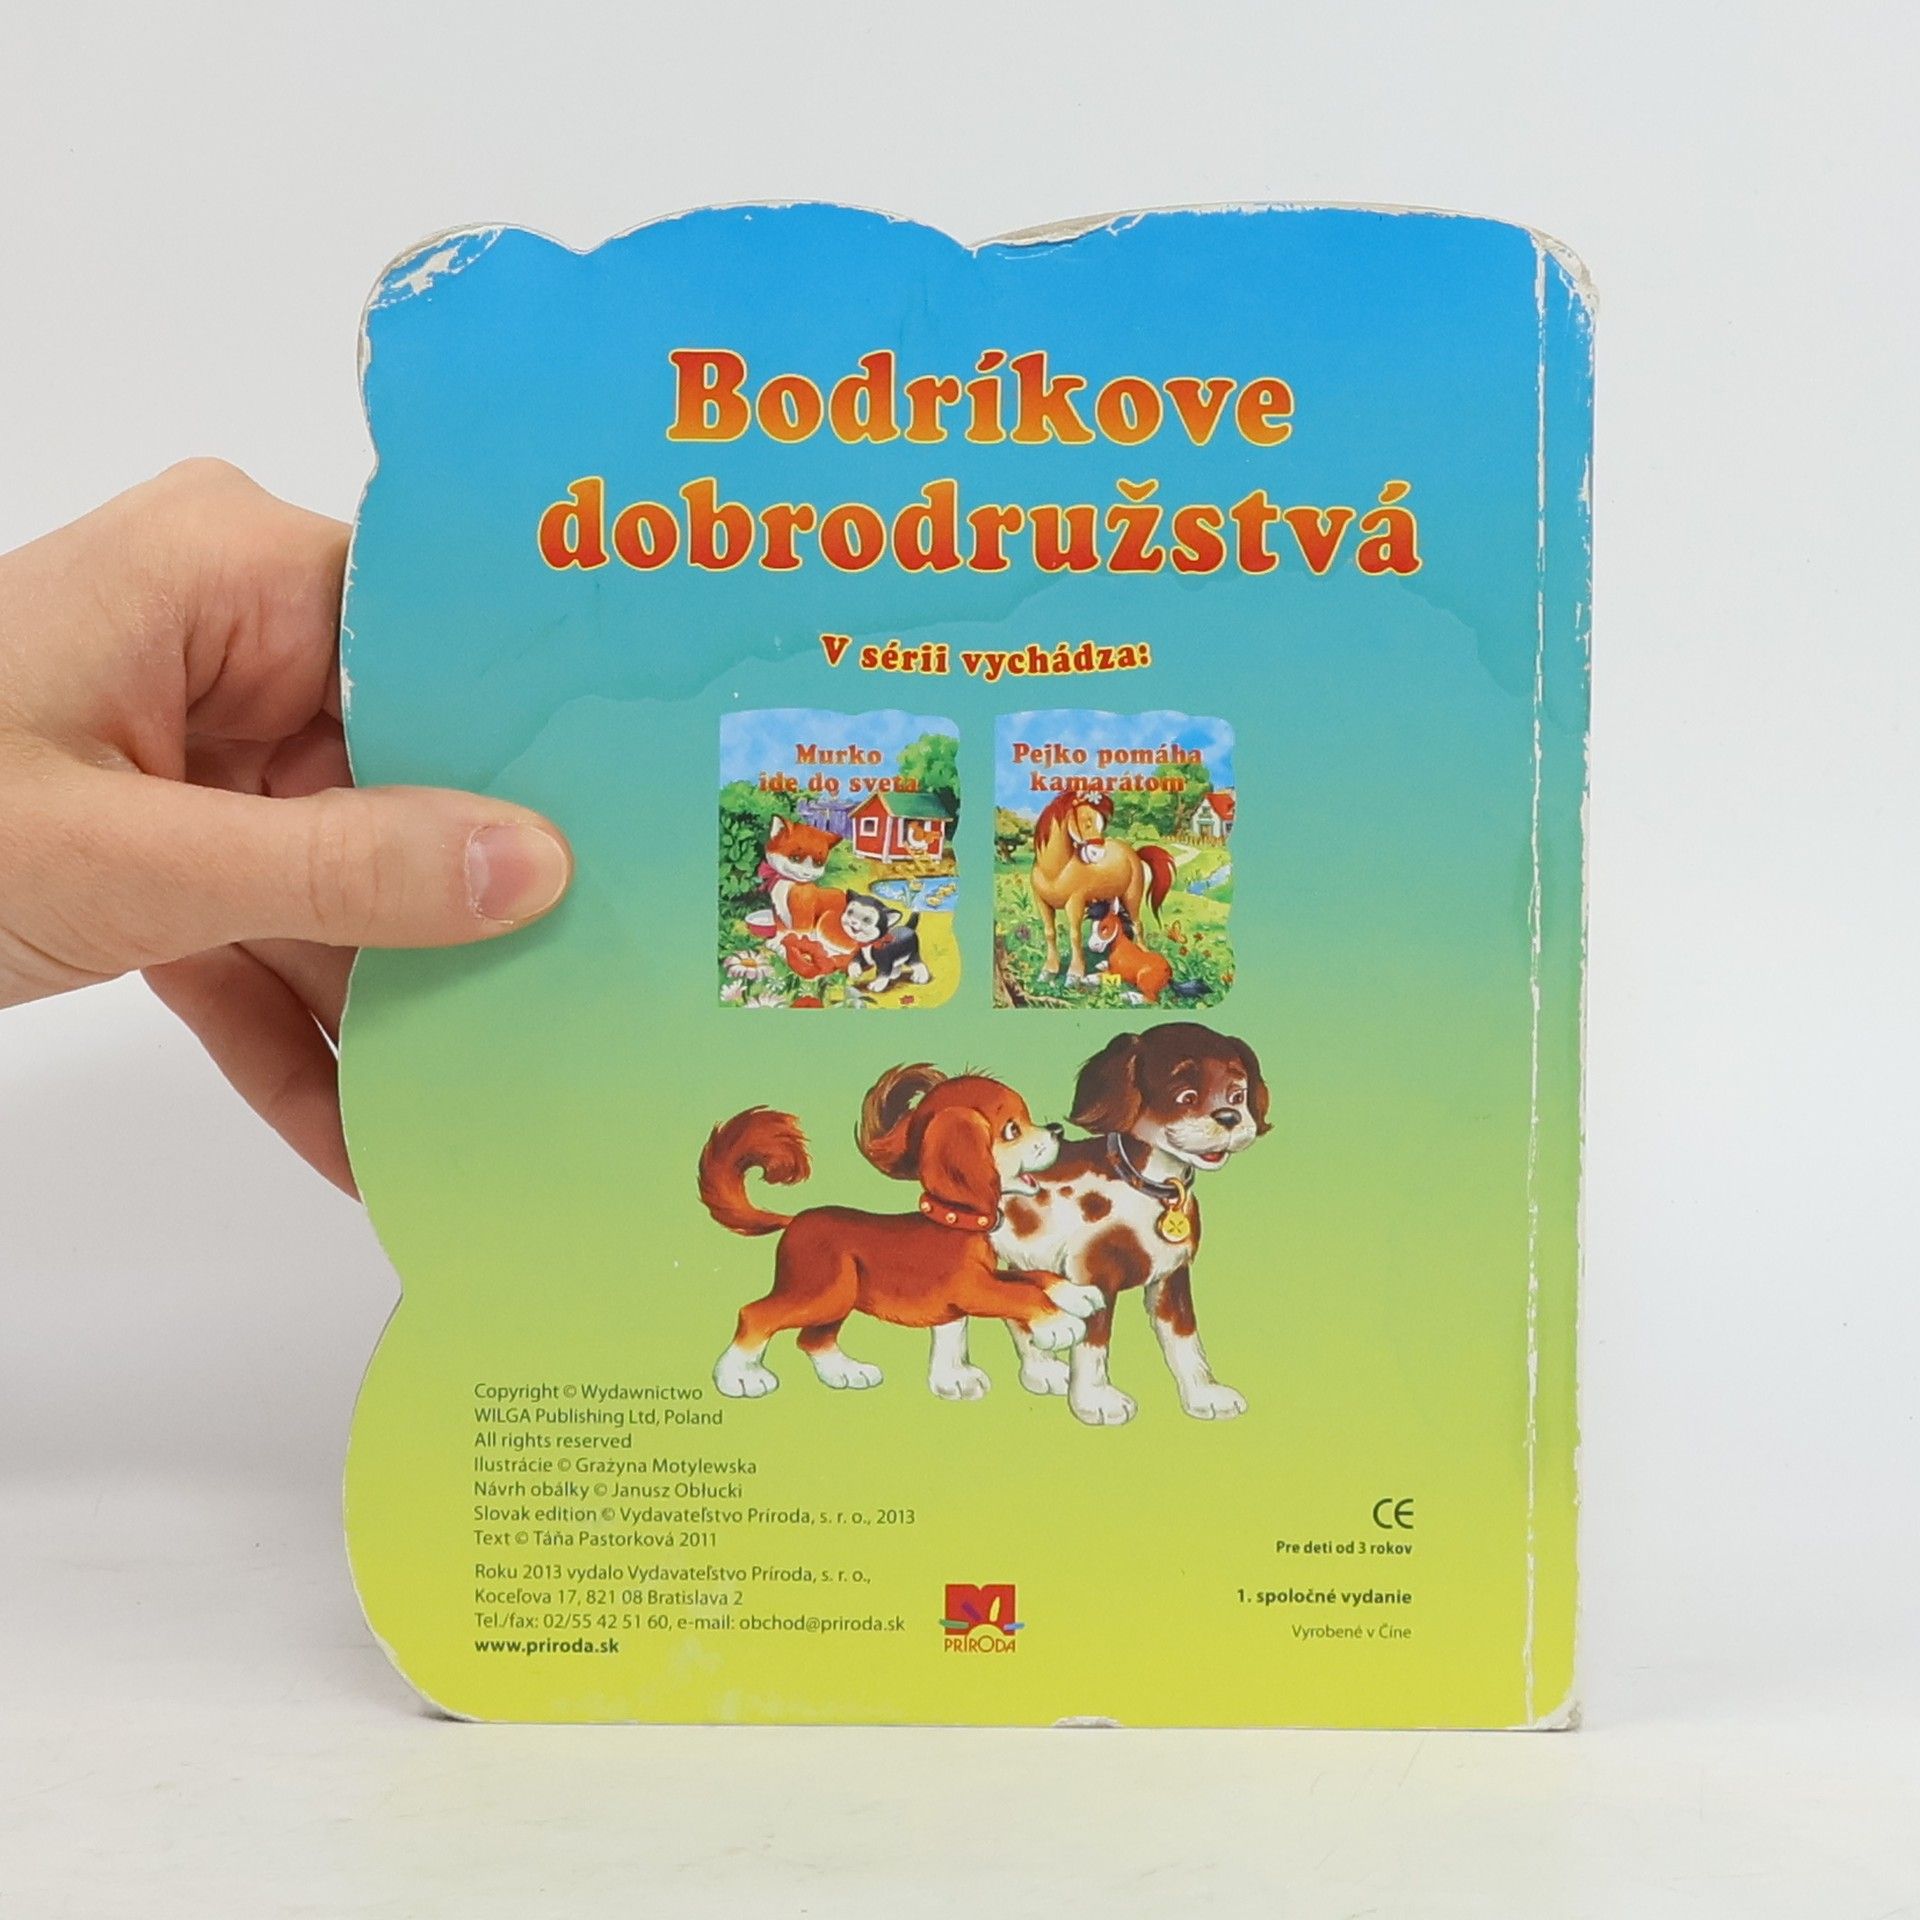 Bodríkove
dobrodružstvá
V sérii vychádza:
Murko
ide do sveta
Pejko pomáha
kamarátom
Copyright © Wydawnictwo
WILGA Publishing Ltd, Poland
All rights reserved
Ilustrácie © Grażyna Motylewska
Návrh obálky © Janusz Obłucki
Slovak edition © Vydavateľstvo Príroda, s. r. o., 2013
Text © Táňa Pastorková 2011
Roku 2013 vydalo Vydavateľstvo Príroda, s. r. o.,
Koceľova 17, 821 08 Bratislava 2
Tel./fax: 02/55 42 51 60, e-mail: obchod@priroda.sk
www.priroda.sk
PRÍRODA
CE
Pre deti od 3 rokov
1. spoločné vydanie
Vyrobené v Číne